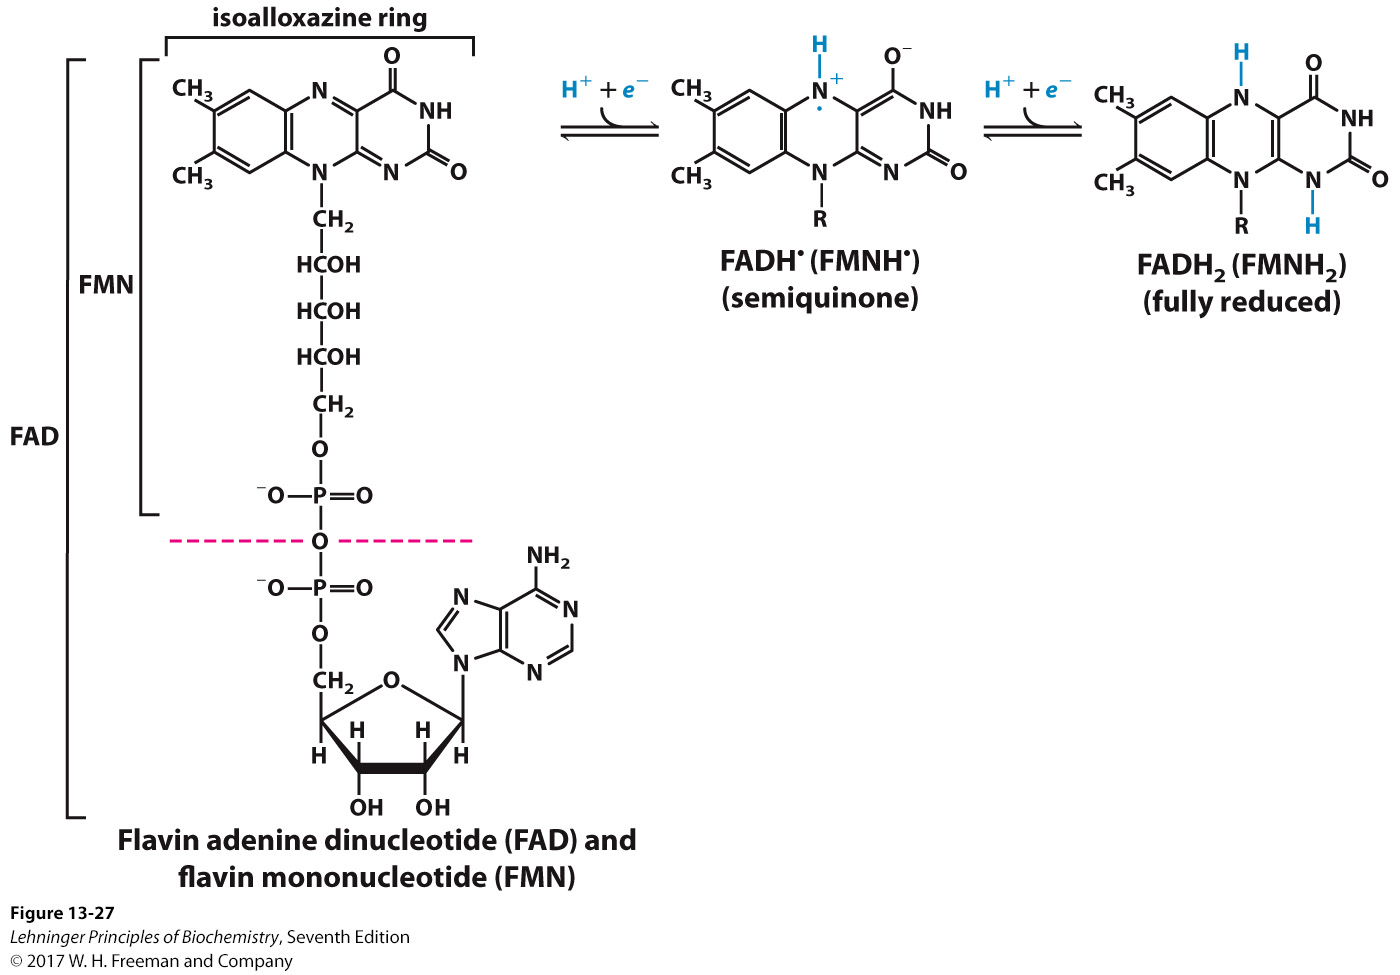 isoalloxazine ring
O
CH₃
N
NH
CH₃
N
N
O
CH₂
HCOH
HCOH
HCOH
CH₂
O
⁻O—P=O
O
⁻O—P=O
O
CH₂
O
H
H
H
H
OH
OH
NH₂
N
N
N
N
FMN
FAD
Flavin adenine dinucleotide (FAD) and
flavin mononucleotide (FMN)
H⁺ + e⁻
H
O⁻
CH₃
N⁺
•
NH
CH₃
N
N
O
R
FADH• (FMNH•)
(semiquinone)
H⁺ + e⁻
H
O
CH₃
N
NH
CH₃
N
N
O
R
H
FADH₂ (FMNH₂)
(fully reduced)
Figure 13-27
Lehninger Principles of Biochemistry, Seventh Edition
© 2017 W. H. Freeman and Company